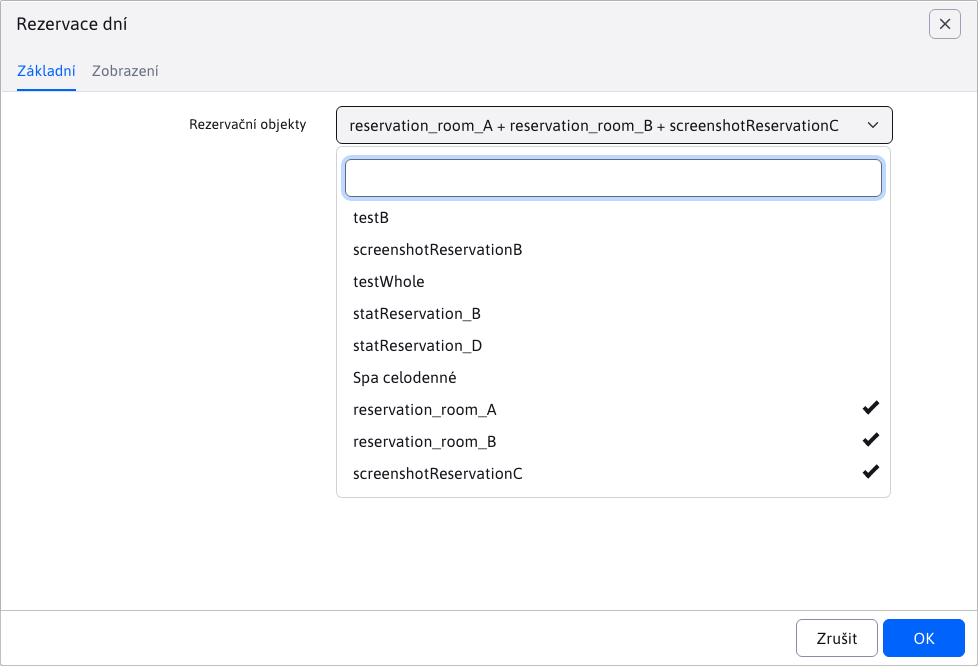 Rezervace dní
Základní Zobrazení
Rezervační objekty
reservation_room_A + reservation_room_B + screenshotReservationC
testB
screenshotReservationB
testWhole
statReservation_B
statReservation_D
Spa celodenné
reservation_room_A
reservation_room_B
screenshotReservationC
Zrušit OK